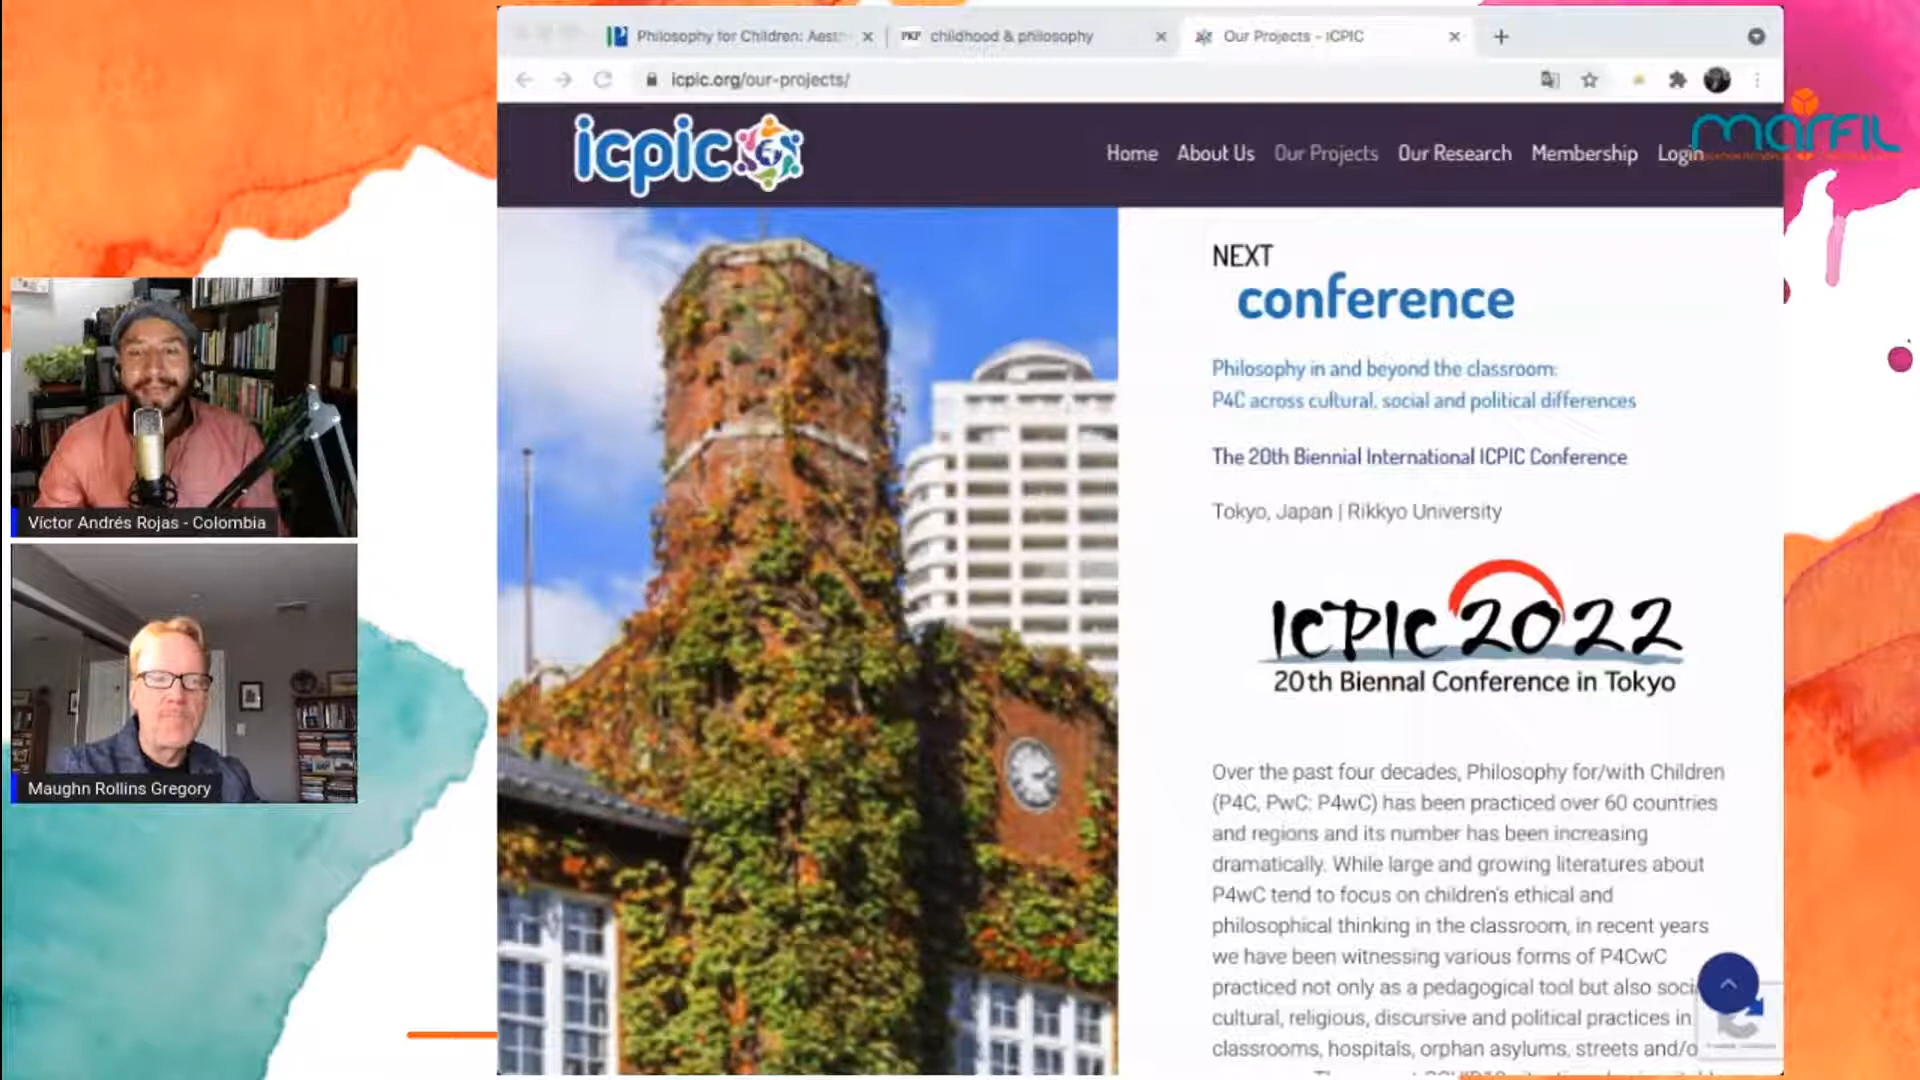 Philosophy for Children: Aest
PKP childhood & philosophy
Our Projects - ICPIC
icpic.org/our-projects/
icpic
Home About Us Our Projects Our Research Membership Login
marfil
NEXT
conference
Philosophy in and beyond the classroom:
P4C across cultural, social and political differences
The 20th Biennial International ICPIC Conference
Tokyo, Japan | Rikkyo University
ICPIC 2022
20th Biennal Conference in Tokyo
Over the past four decades, Philosophy for/with Children
(P4C, PwC: P4wC) has been practiced over 60 countries
and regions and its number has been increasing
dramatically. While large and growing literatures about
P4wC tend to focus on children's ethical and
philosophical thinking in the classroom, in recent years
we have been witnessing various forms of P4CwC
practiced not only as a pedagogical tool but also soci
cultural, religious, discursive and political practices in
classrooms, hospitals, orphan asylums, streets and/o
Víctor Andrés Rojas - Colombia
Maughn Rollins Gregory